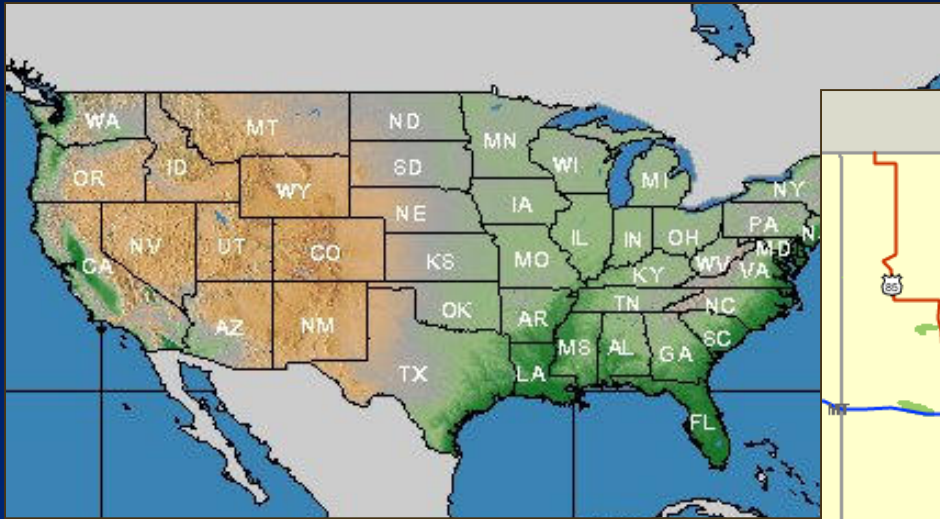 WA
MT
ND
MN
OR
ID
SD
WI
MI
NY
WY
IA
NE
PA
NV
UT
CO
IL
IN
OH
MD
CA
KS
MO
WV
VA
KY
AZ
NM
OK
TN
NC
AR
SC
TX
MS
AL
GA
LA
FL
85